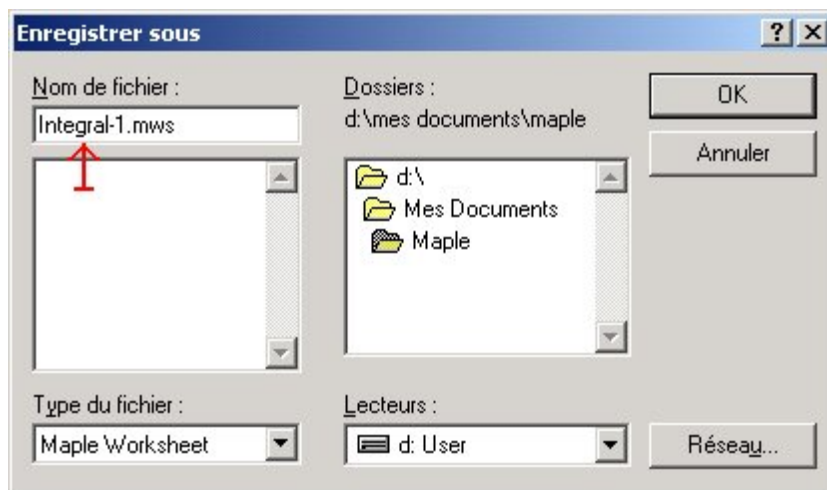 Enregistrer sous
Nom de fichier :
Integral-1.mws
Dossiers :
d:\mes documents\maple
d:\
Mes Documents
Maple
OK
Annuler
Type du fichier :
Maple Worksheet
Lecteurs :
d: User
Réseau...